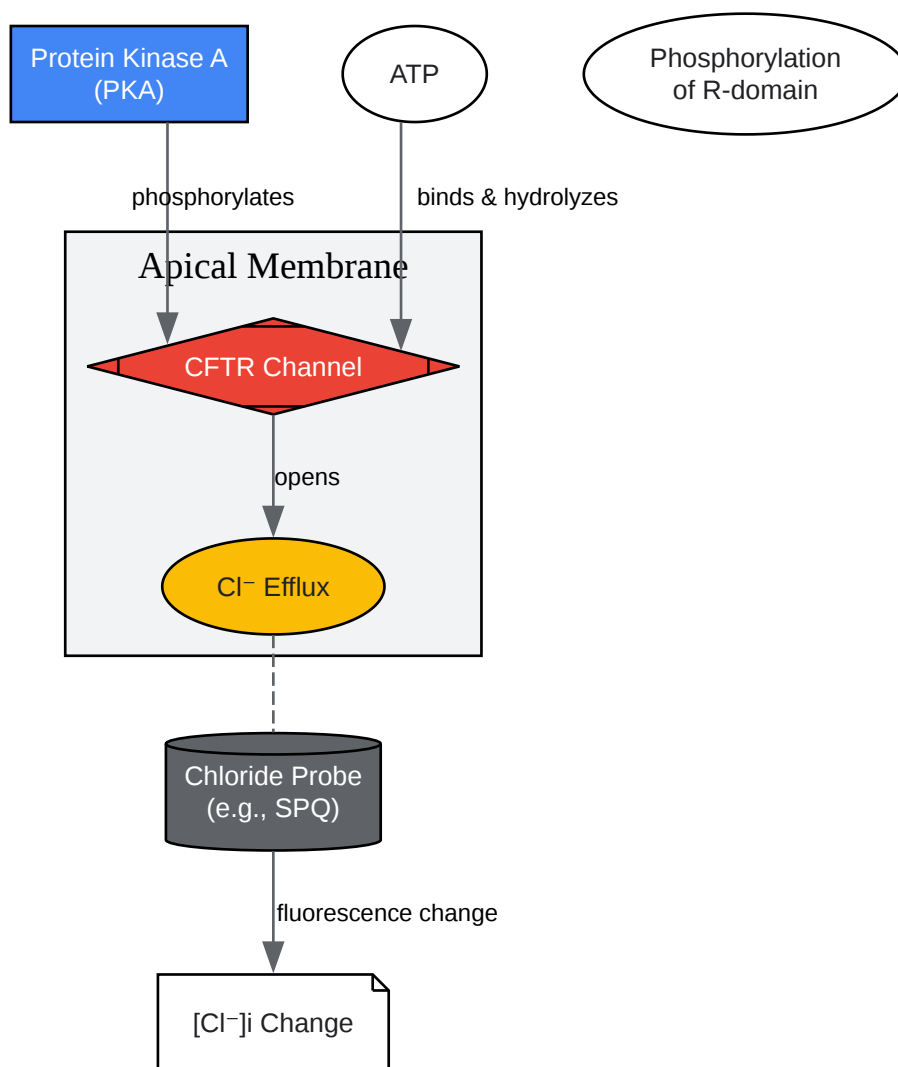 Protein Kinase A
(PKA)
ATP
Phosphorylation
of R-domain
phosphorylates
binds & hydrolyzes
Apical Membrane
CFTR Channel
opens
Cl⁻ Efflux
Chloride Probe
(e.g., SPQ)
fluorescence change
[Cl⁻]i Change